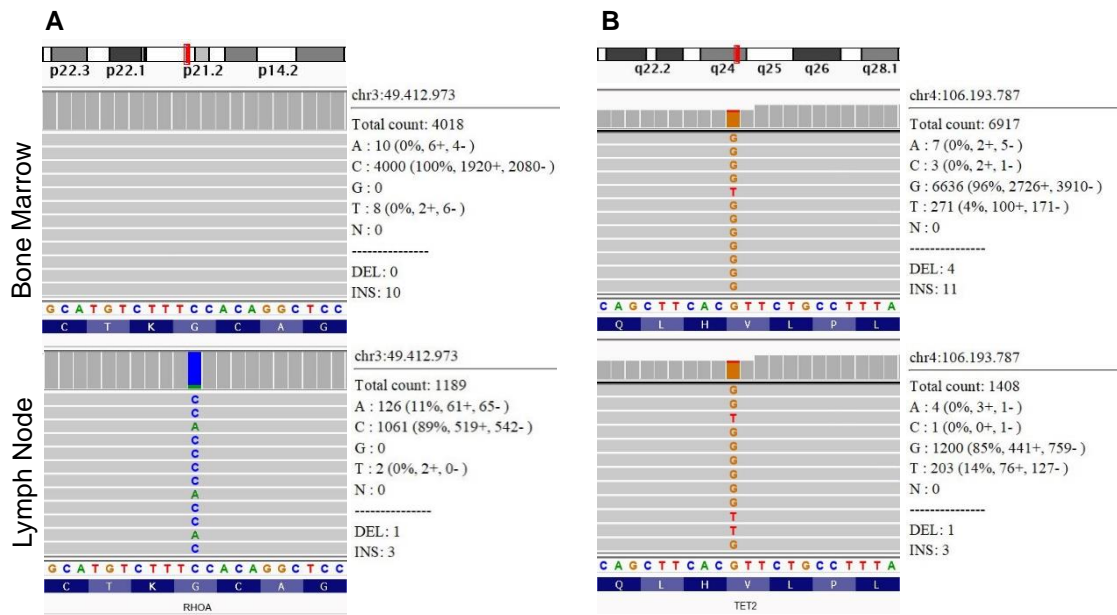 A
p22.3 p22.1 p21.2 p14.2
Bone Marrow
chr3:49.412.973
Total count: 4018
A : 10 (0%, 6+, 4- )
C : 4000 (100%, 1920+, 2080- )
G : 0
T : 8 (0%, 2+, 6- )
N : 0
---------------
DEL: 0
INS: 10
G C A T G T C T T T C C A C A G G C T C C
C T K G C A G
Lymph Node
chr3:49.412.973
Total count: 1189
A : 126 (11%, 61+, 65- )
C : 1061 (89%, 519+, 542- )
G : 0
T : 2 (0%, 2+, 0- )
N : 0
---------------
DEL: 1
INS: 3
C
C
A
C
C
C
C
A
C
C
A
C
G C A T G T C T T T C C A C A G G C T C C
C T K G C A G
RHOA
B
q22.2 q24 q25 q26 q28.1
chr4:106.193.787
Total count: 6917
A : 7 (0%, 2+, 5- )
C : 3 (0%, 2+, 1- )
G : 6636 (96%, 2726+, 3910- )
T : 271 (4%, 100+, 171- )
N : 0
---------------
DEL: 4
INS: 11
G
G
G
G
T
G
G
G
G
G
G
G
C A G C T T C A C G T T C T G C C T T T A
Q L H V L P L
chr4:106.193.787
Total count: 1408
A : 4 (0%, 3+, 1- )
C : 1 (0%, 0+, 1- )
G : 1200 (85%, 441+, 759- )
T : 203 (14%, 76+, 127- )
N : 0
---------------
DEL: 1
INS: 3
G
G
T
G
G
G
G
G
G
T
T
G
C A G C T T C A C G T T C T G C C T T T A
Q L H V L P L
TET2